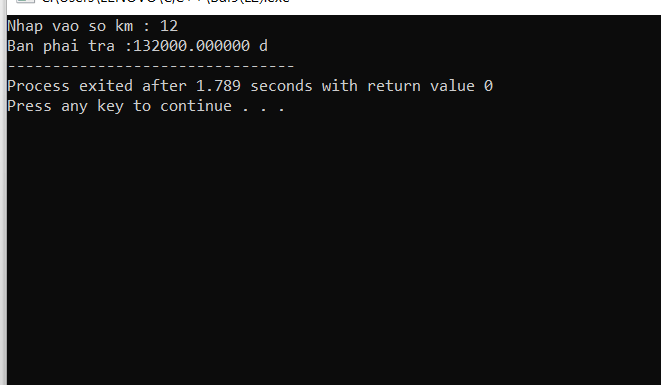 Nhap vao so km : 12
Ban phai tra :132000.000000 d
--------------------------------
Process exited after 1.789 seconds with return value 0
Press any key to continue . . .